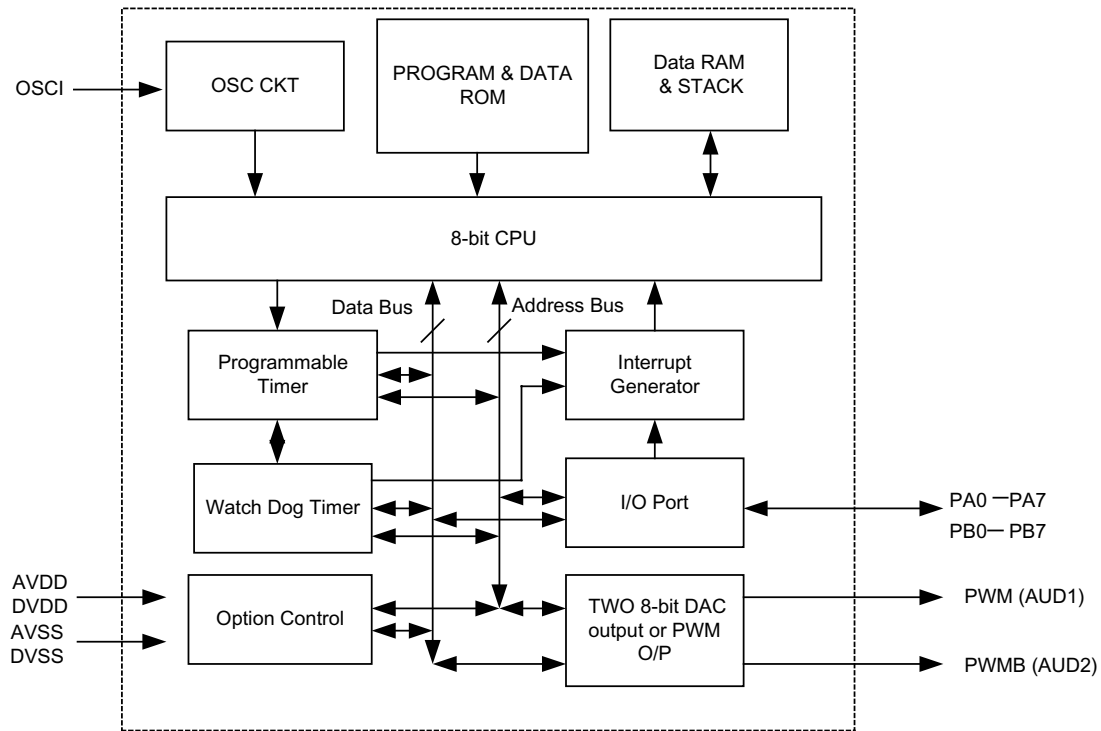 OSCI
OSC CKT
PROGRAM & DATA
ROM
Data RAM
& STACK
8-bit CPU
Data Bus
Address Bus
Programmable
Timer
Interrupt
Generator
Watch Dog Timer
I/O Port
PA0 —PA7
PB0— PB7
AVDD
DVDD
AVSS
DVSS
Option Control
TWO 8-bit DAC
output or PWM
O/P
PWM (AUD1)
PWMB (AUD2)